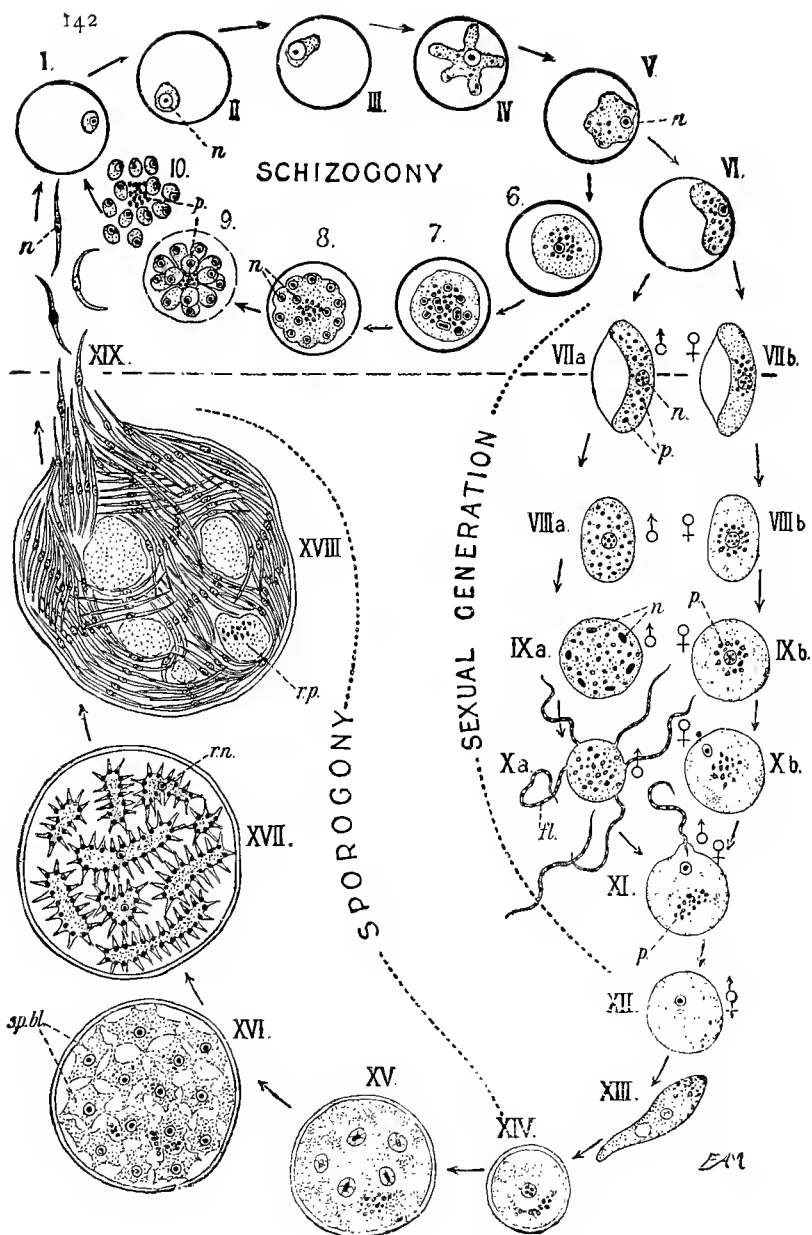 142
I.
II
III.
IV
V.
VI.
n
n
n
10.
p.
9.
SCHIZOGONY
8.
n
7.
6.
XIX.
VIIa
♂
♀
VIIb.
n.
p.
XVIII
r.p.
SEXUAL GENERATION
VIIIa.
♂
♀
VIIIb
n
p.
IXa.
♂
♀
IXb.
Xa.
♂
♀
Xb.
fl.
♂
♀
XI.
p.
r.n.
XVII.
SPOROGONY
XII.
♂
♀
sp.bl.
XVI.
XV.
XIV.
XIII.